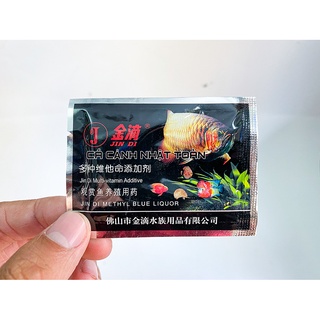 金滴
JIN DI
CÁ CẢNH NHẬT TOÀN
多种维他命添加剂
Jin Di Multi-vitamin Additive
观赏鱼养殖用药
JIN DI METHYL BLUE LIQUOR
佛山市金滴水族用品有限公司